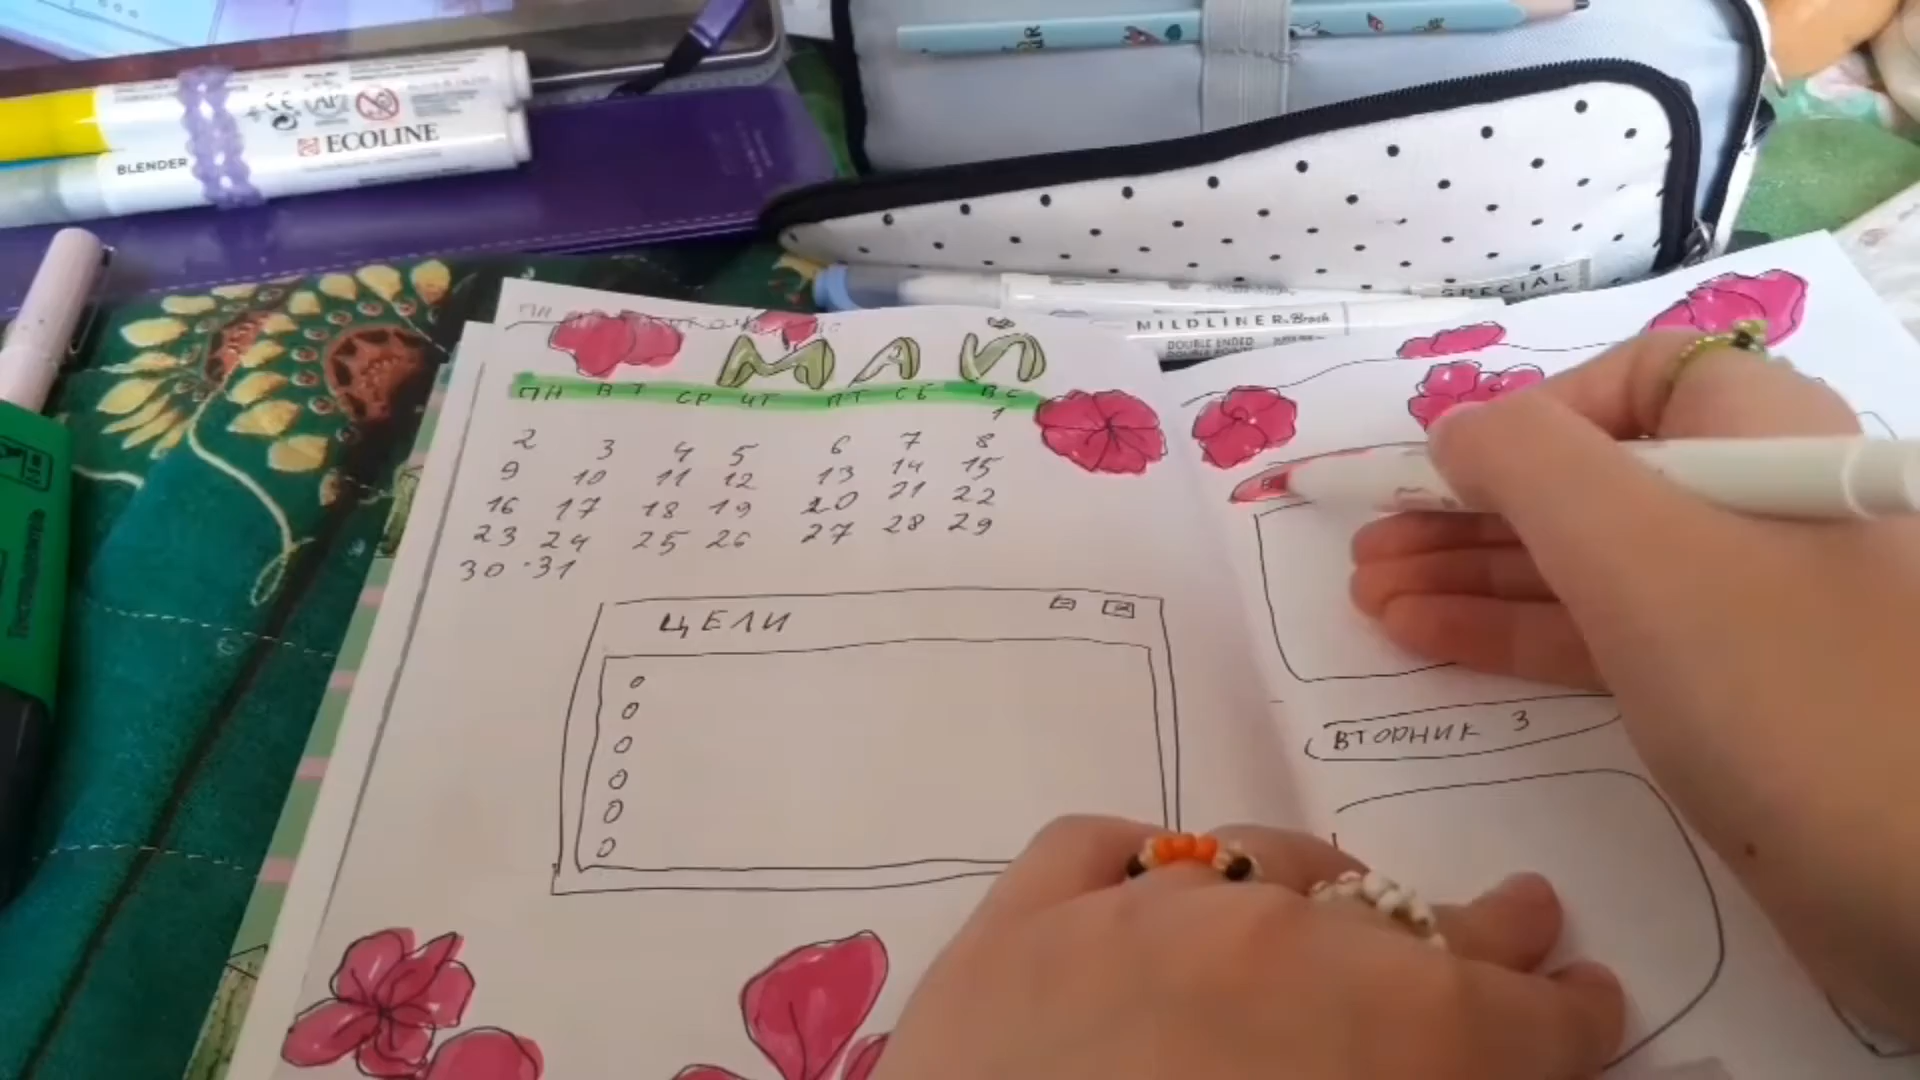 ECOLINE
BLENDER
SPECIAL
MILDLINER Brush
DOUBLE ENDED
МАЙ
ПН ВТ СР ЧТ ПТ СБ ВС
1
2 3 4 5 6 7 8
9 10 11 12 13 14 15
16 17 18 19 20 21 22
23 24 25 26 27 28 29
30 31
ЦЕЛИ
ВТОРНИК 3